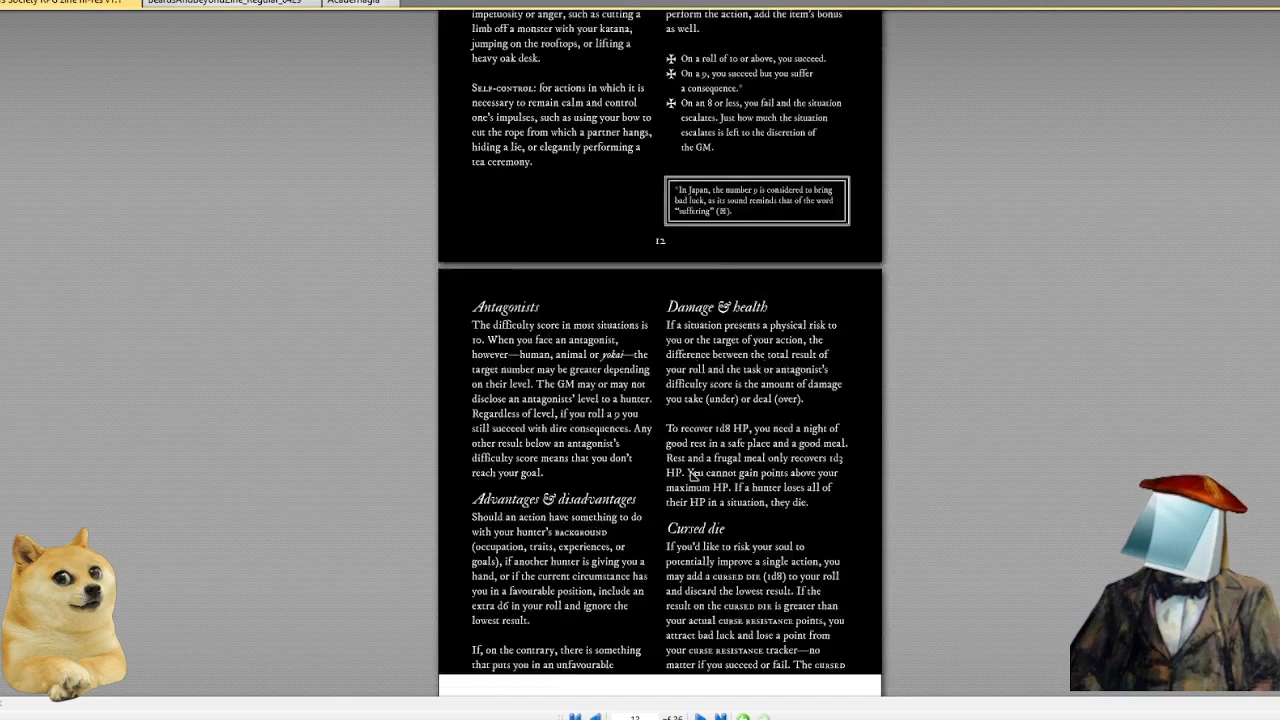 s Society RPG Zine hi-res v1.
BeardsAndBeyondZine_Regular_0429
Academagia
impetuosity or anger, such as cutting a
limb off a monster with your katana,
jumping on the rooftops, or lifting a
heavy oak desk.
Self-control: for actions in which it is
necessary to remain calm and control
one's impulses, such as using your bow to
cut the rope from which a partner hangs,
hiding a lie, or elegantly performing a
tea ceremony.
perform the action, add the item's bonus
as well.
✠ On a roll of 10 or above, you succeed.
✠ On a 9, you succeed but you suffer
a consequence.*
✠ On an 8 or less, you fail and the situation
escalates. Just how much the situation
escalates is left to the discretion of
the GM.
*In Japan, the number 9 is considered to bring
bad luck, as its sound reminds that of the word
"suffering" (苦).
12
Antagonists
The difficulty score in most situations is
10. When you face an antagonist,
however—human, animal or yokai—the
target number may be greater depending
on their level. The GM may or may not
disclose an antagonists' level to a hunter.
Regardless of level, if you roll a 9 you
still succeed with dire consequences. Any
other result below an antagonist's
difficulty score means that you don't
reach your goal.
Advantages & disadvantages
Should an action have something to do
with your hunter's background
(occupation, traits, experiences, or
goals), if another hunter is giving you a
hand, or if the current circumstance has
you in a favourable position, include an
extra d6 in your roll and ignore the
lowest result.
If, on the contrary, there is something
that puts you in an unfavourable
Damage & health
If a situation presents a physical risk to
you or the target of your action, the
difference between the total result of
your roll and the task or antagonist's
difficulty score is the amount of damage
you take (under) or deal (over).
To recover 1d8 HP, you need a night of
good rest in a safe place and a good meal.
Rest and a frugal meal only recovers 1d3
HP. You cannot gain points above your
maximum HP. If a hunter loses all of
their HP in a situation, they die.
Cursed die
If you'd like to risk your soul to
potentially improve a single action, you
may add a cursed die (1d8) to your roll
and discard the lowest result. If the
result on the cursed die is greater than
your actual curse resistance points, you
attract bad luck and lose a point from
your curse resistance tracker—no
matter if you succeed or fail. The cursed
13 of 36